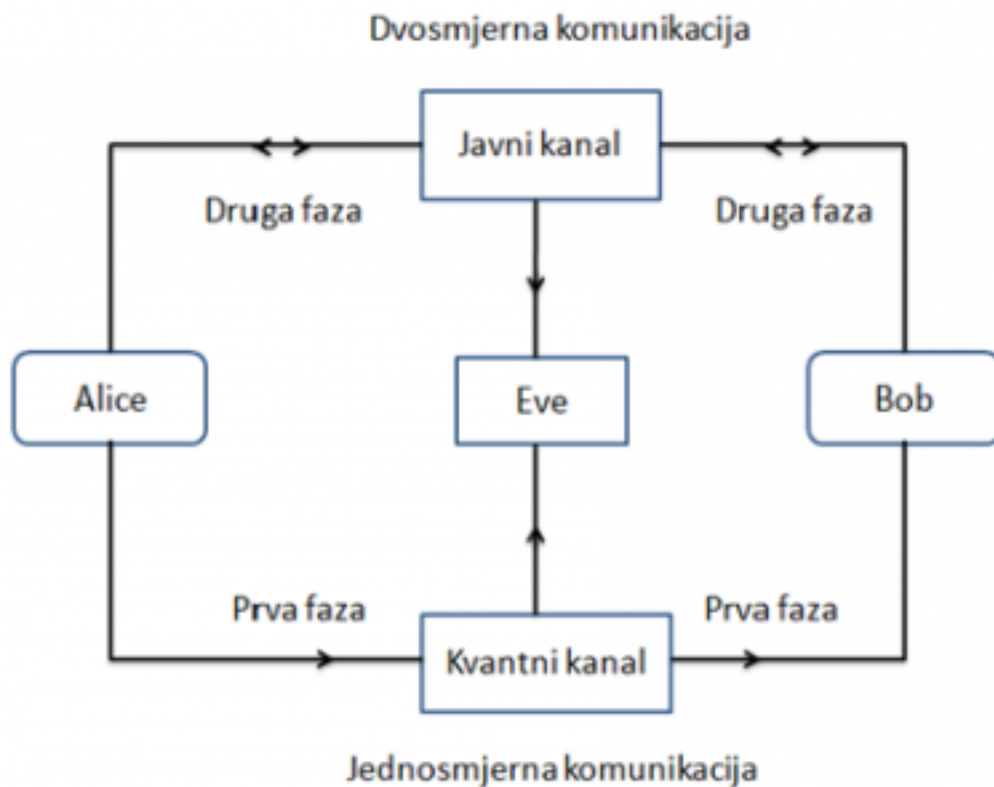 Dvosmjerna komunikacija
Javni kanal
Druga faza
Druga faza
Alice
Eve
Bob
Prva faza
Prva faza
Kvantni kanal
Jednosmjerna komunikacija